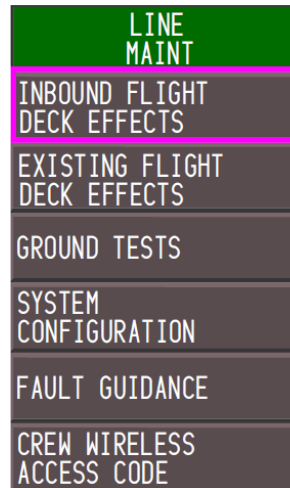 LINE
MAINT
INBOUND FLIGHT
DECK EFFECTS
EXISTING FLIGHT
DECK EFFECTS
GROUND TESTS
SYSTEM
CONFIGURATION
FAULT GUIDANCE
CREW WIRELESS
ACCESS CODE